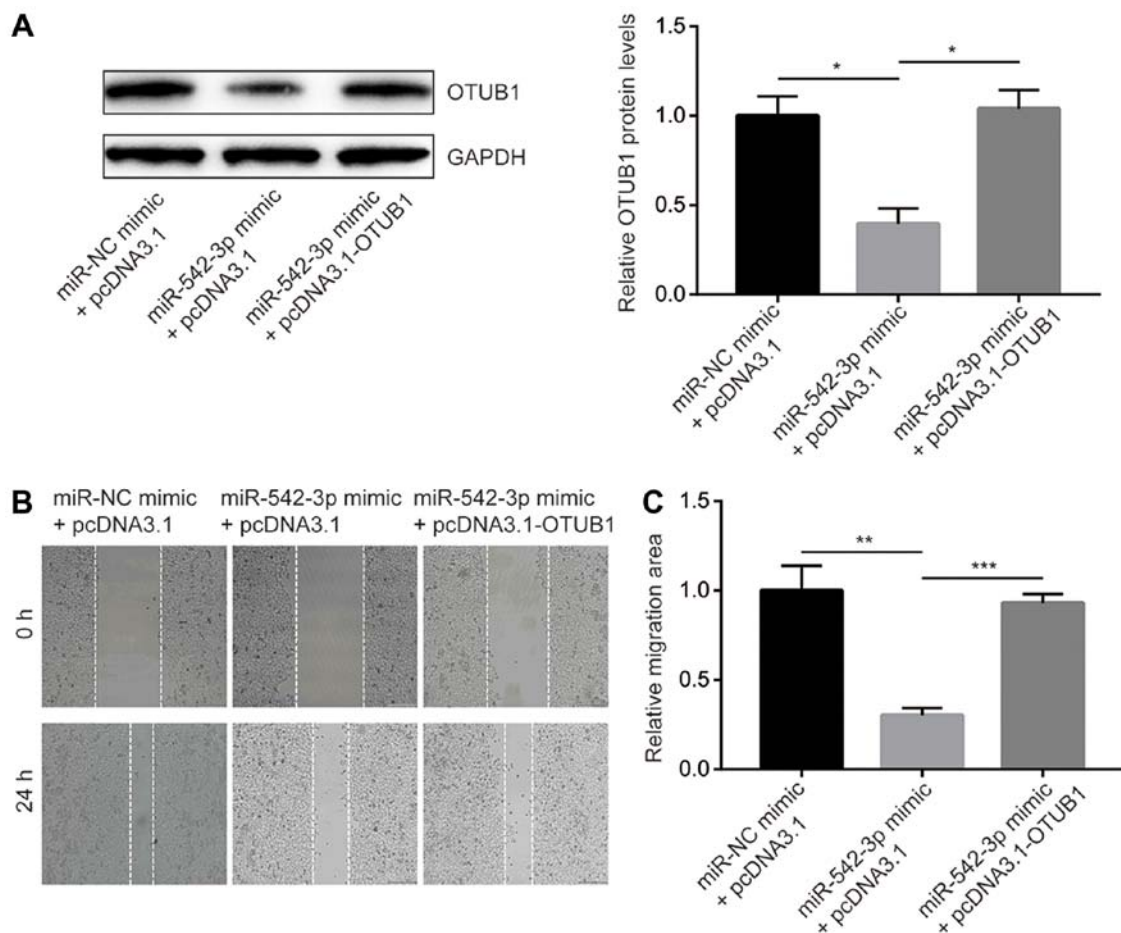 A
OTUB1
GAPDH
miR-NC mimic
+ pcDNA3.1
miR-542-3p mimic
+ pcDNA3.1
miR-542-3p mimic
+ pcDNA3.1-OTUB1
Relative OTUB1 protein levels
1.5
1.0
0.5
0.0
*
*
miR-NC mimic
+ pcDNA3.1
miR-542-3p mimic
+ pcDNA3.1
miR-542-3p mimic
+ pcDNA3.1-OTUB1
B
miR-NC mimic
+ pcDNA3.1
miR-542-3p mimic
+ pcDNA3.1
miR-542-3p mimic
+ pcDNA3.1-OTUB1
0 h
24 h
C
Relative migration area
1.5
1.0
0.5
0.0
**
***
miR-NC mimic
+ pcDNA3.1
miR-542-3p mimic
+ pcDNA3.1
miR-542-3p mimic
+ pcDNA3.1-OTUB1